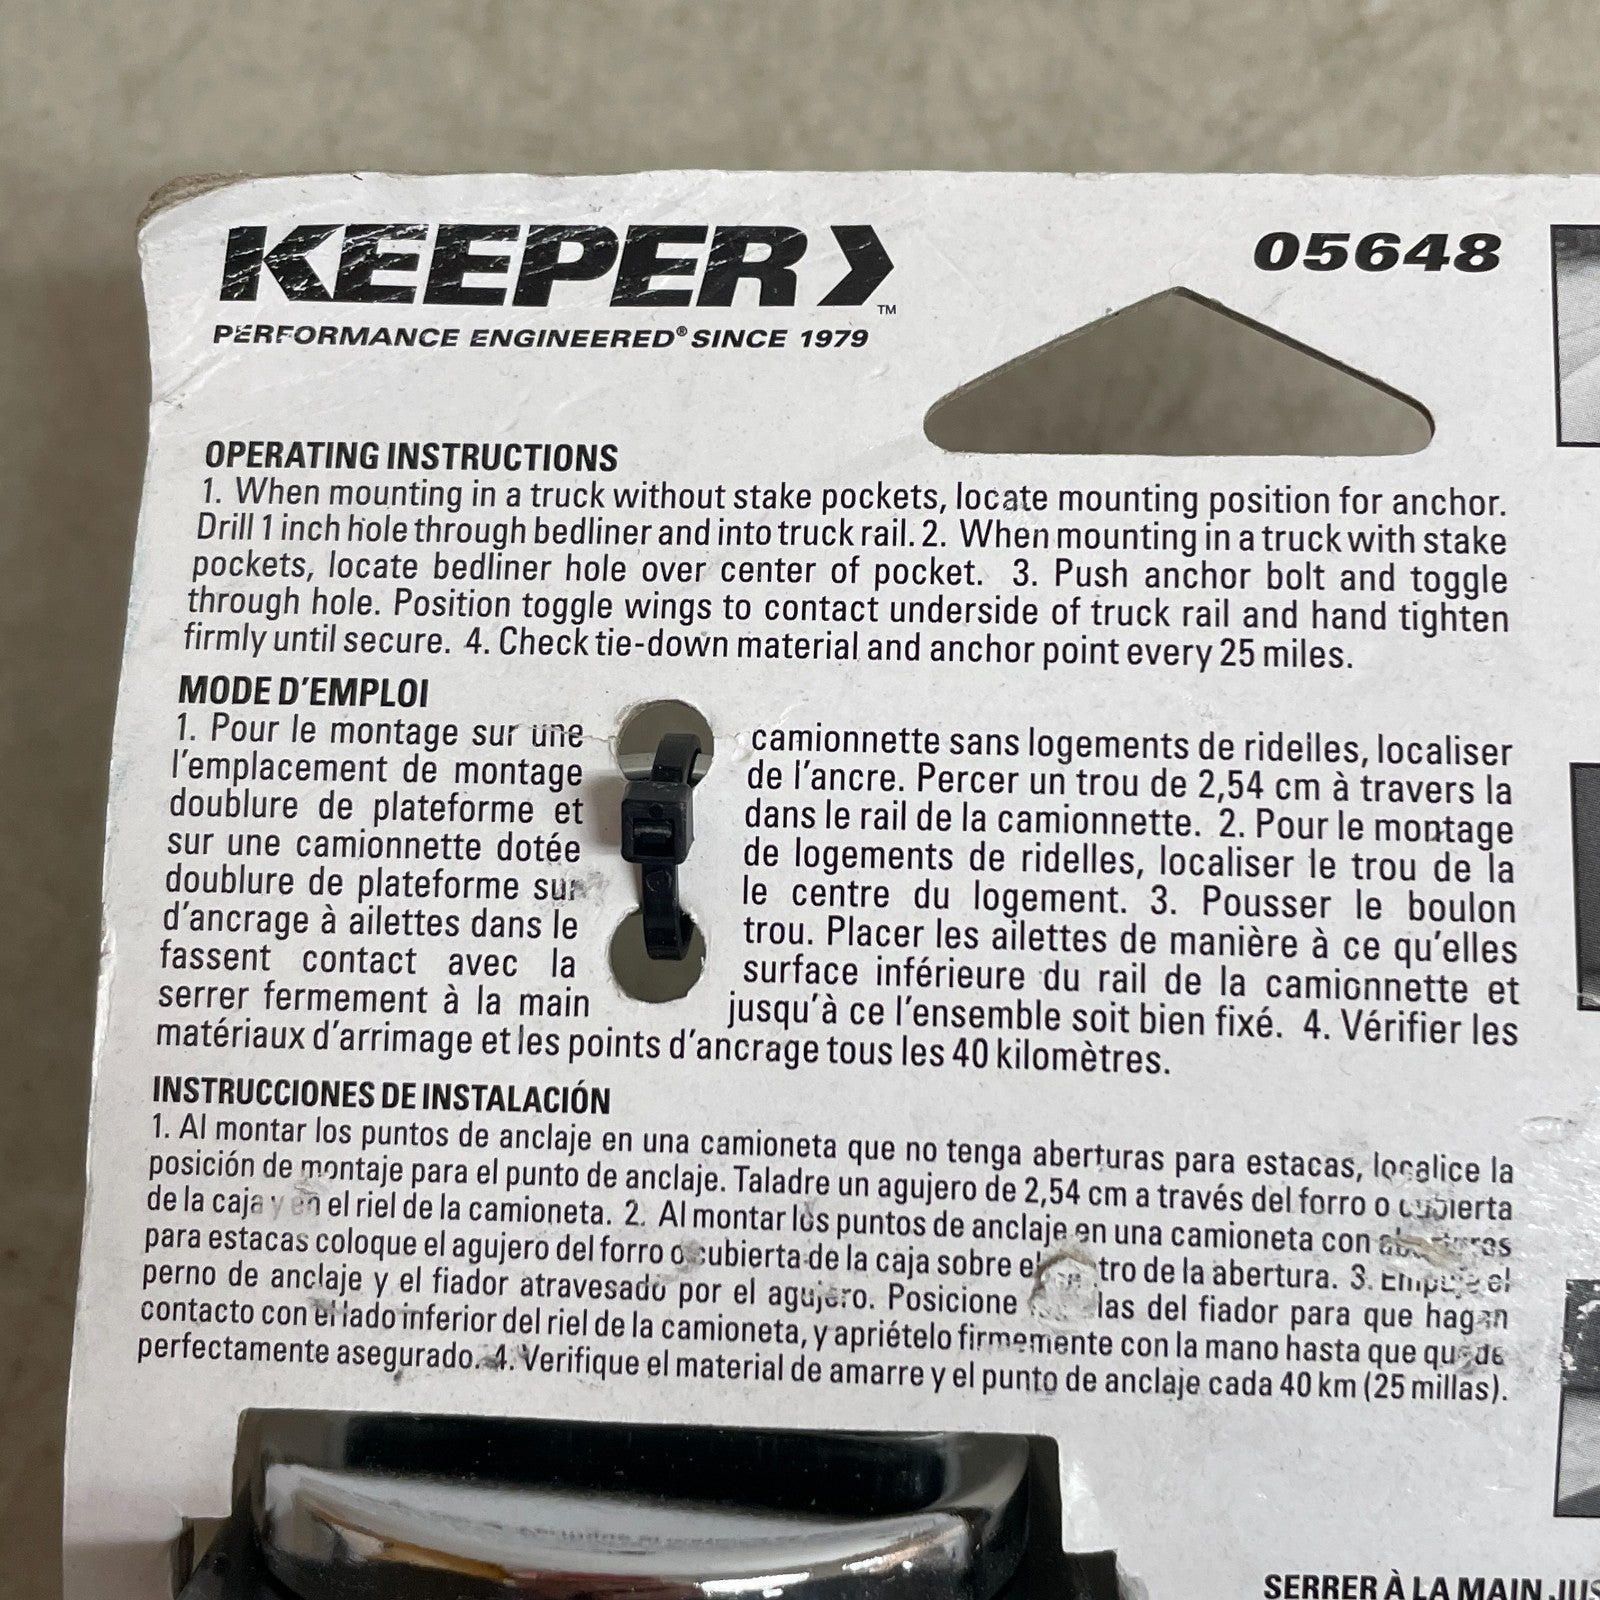 KEEPER
™
PERFORMANCE ENGINEERED® SINCE 1979
05648
OPERATING INSTRUCTIONS
1. When mounting in a truck without stake pockets, locate mounting position for anchor.
Drill 1 inch hole through bedliner and into truck rail. 2. When mounting in a truck with stake
pockets, locate bedliner hole over center of pocket. 3. Push anchor bolt and toggle
through hole. Position toggle wings to contact underside of truck rail and hand tighten
firmly until secure. 4. Check tie-down material and anchor point every 25 miles.
MODE D'EMPLOI
1. Pour le montage sur une camionnette sans logements de ridelles, localiser
l'emplacement de montage de l'ancre. Percer un trou de 2,54 cm à travers la
doublure de plateforme et dans le rail de la camionnette. 2. Pour le montage
sur une camionette dotée de logements de ridelles, localiser le trou de la
doublure de plateforme sur le centre du logement. 3. Pousser le boulon
d'ancrage à ailettes dans le trou. Placer les ailettes de manière à ce qu'elles
fassent contact avec la surface inférieure du rail de la camionnette et
serrer fermement à la main jusqu'à ce l'ensemble soit bien fixé. 4. Vérifier les
matériaux d'arrimage et les points d'ancrage tous les 40 kilomètres.
INSTRUCCIONES DE INSTALACIÓN
1. Al montar los puntos de anclaje en una camioneta que no tenga aberturas para estacas, localice la
posición de montaje para el punto de anclaje. Taladre un agujero de 2,54 cm a través del forro o cubierta
de la caja y en el riel de la camioneta. 2. Al montar los puntos de anclaje en una camioneta con aberturas
para estacas coloque el agujero del forro o cubierta de la caja sobre el centro de la abertura. 3. Empuje el
perno de anclaje y el fiador atravesado por el agujero. Posicione las del fiador para que hagan
contacto con el lado inferior del riel de la camioneta, y apriételo firmemente con la mano hasta que quede
perfectamente asegurado. 4. Verifique el material de amarre y el punto de anclaje cada 40 km (25 millas).
SERRER À LA MAIN JUS